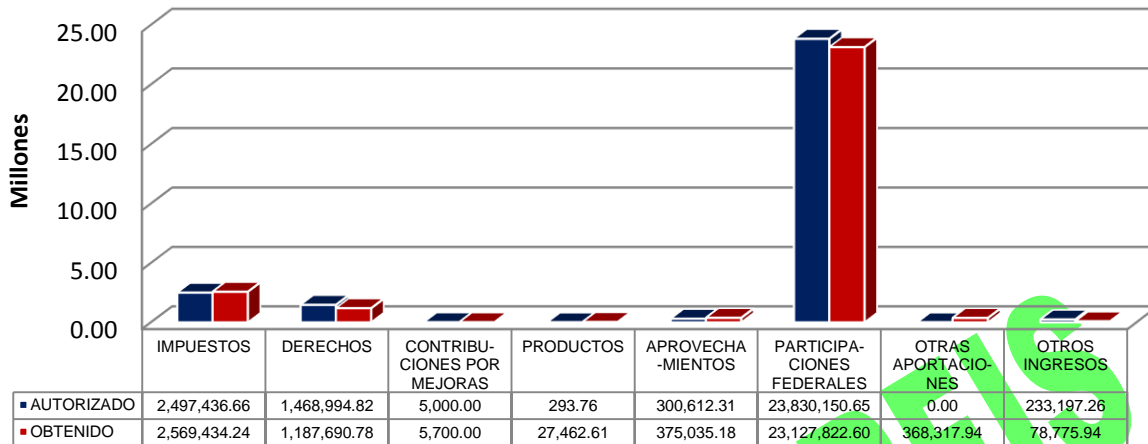 25.00
20.00
15.00
10.00
5.00
0.00
Millones
IMPUESTOS
DERECHOS
CONTRIBU-
CIONES POR
MEJORAS
PRODUCTOS
APROVECHA
-MIENTOS
PARTICIPA-
CIONES
FEDERALES
OTRAS
APORTACIO-
NES
OTROS
INGRESOS
AUTORIZADO 2,497,436.66 1,468,994.82 5,000.00 293.76 300,612.31 23,830,150.65 0.00 233,197.26
OBTENIDO 2,569,434.24 1,187,690.78 5,700.00 27,462.61 375,035.18 23,127,822.60 368,317.94 78,775.94